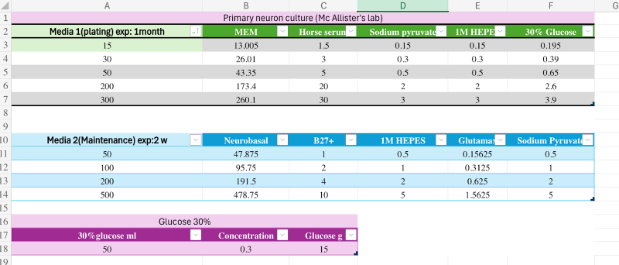 A B C D E F G
1 Primary neuron culture (Mc Allister's lab)
2 Media 1(plating) exp: 1month MEM Horse serun Sodium pyruvate 1M HEPE 30% Glucose
3 15 13.005 1.5 0.15 0.15 0.195
4 30 26.01 3 0.3 0.3 0.39
5 50 43.35 5 0.5 0.5 0.65
6 200 173.4 20 2 2 2.6
7 300 260.1 30 3 3 3.9
8
9
10 Media 2(Maintenance) exp:2 w Neurobasal B27+ 1M HEPES Glutama Sodium Pyruvat
11 50 47.875 1 0.5 0.15625 0.5
12 100 95.75 2 1 0.3125 1
13 200 191.5 4 2 0.625 2
14 500 478.75 10 5 1.5625 5
15
16 Glucose 30%
17 30%glucose ml Concentration Glucose g
18 50 0.3 15
19